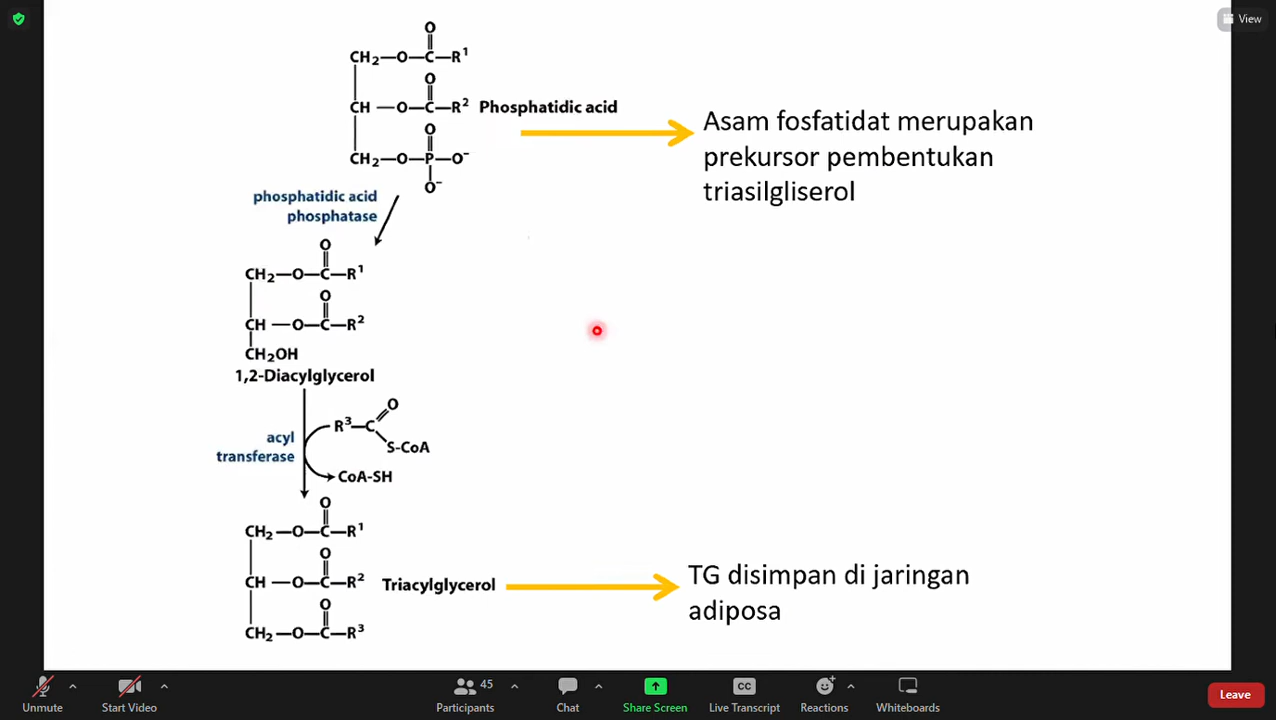 View
O
CH₂—O—C—R¹
O
CH—O—C—R² Phosphatidic acid
O
CH₂—O—P—O⁻
O⁻
Asam fosfatidat merupakan
prekursor pembentukan
triasilgliserol
phosphatidic acid
phosphatase
O
CH₂—O—C—R¹
O
CH—O—C—R²
CH₂OH
1,2-Diacylglycerol
O
R³—C
S-CoA
acyl
transferase
CoA-SH
O
CH₂—O—C—R¹
O
CH—O—C—R² Triacylglycerol
O
CH₂—O—C—R³
TG disimpan di jaringan
adiposa
Unmute
Start Video
45
Participants
Chat
Share Screen
CC
Live Transcript
Reactions
Whiteboards
Leave